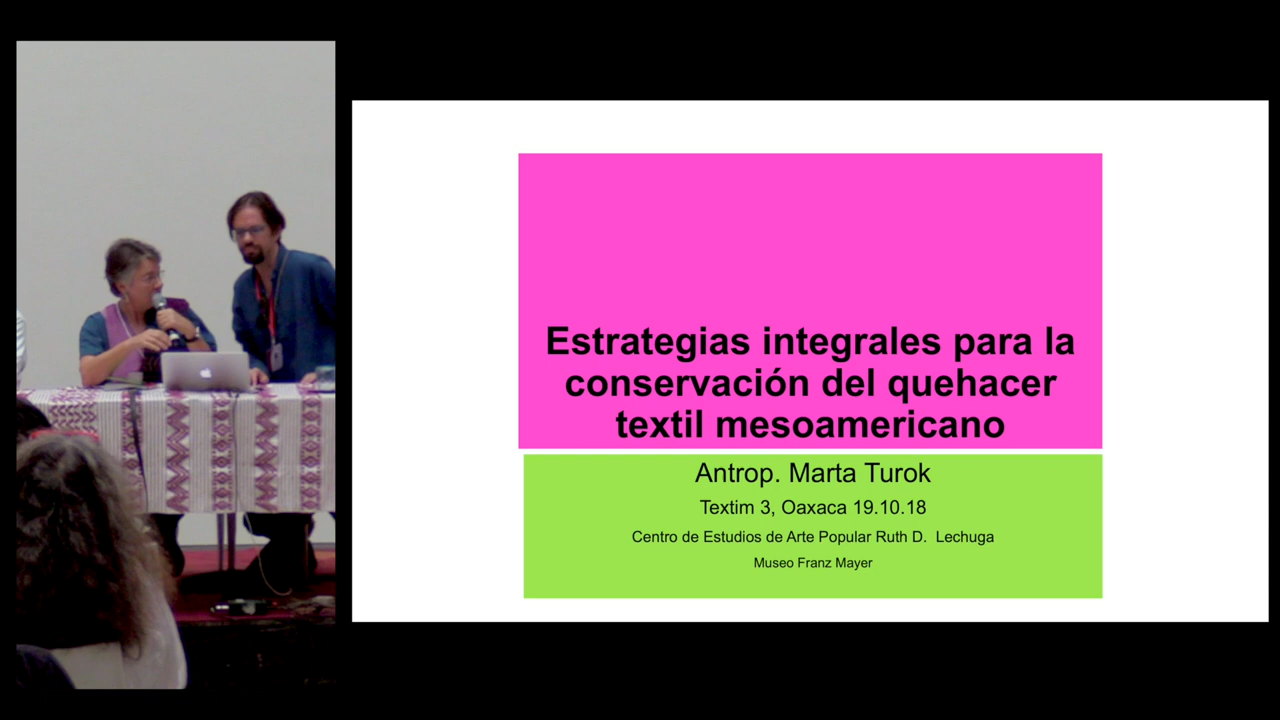 Estrategias integrales para la
conservación del quehacer
textil mesoamericano
Antrop. Marta Turok
Textim 3, Oaxaca 19.10.18
Centro de Estudios de Arte Popular Ruth D. Lechuga
Museo Franz Mayer